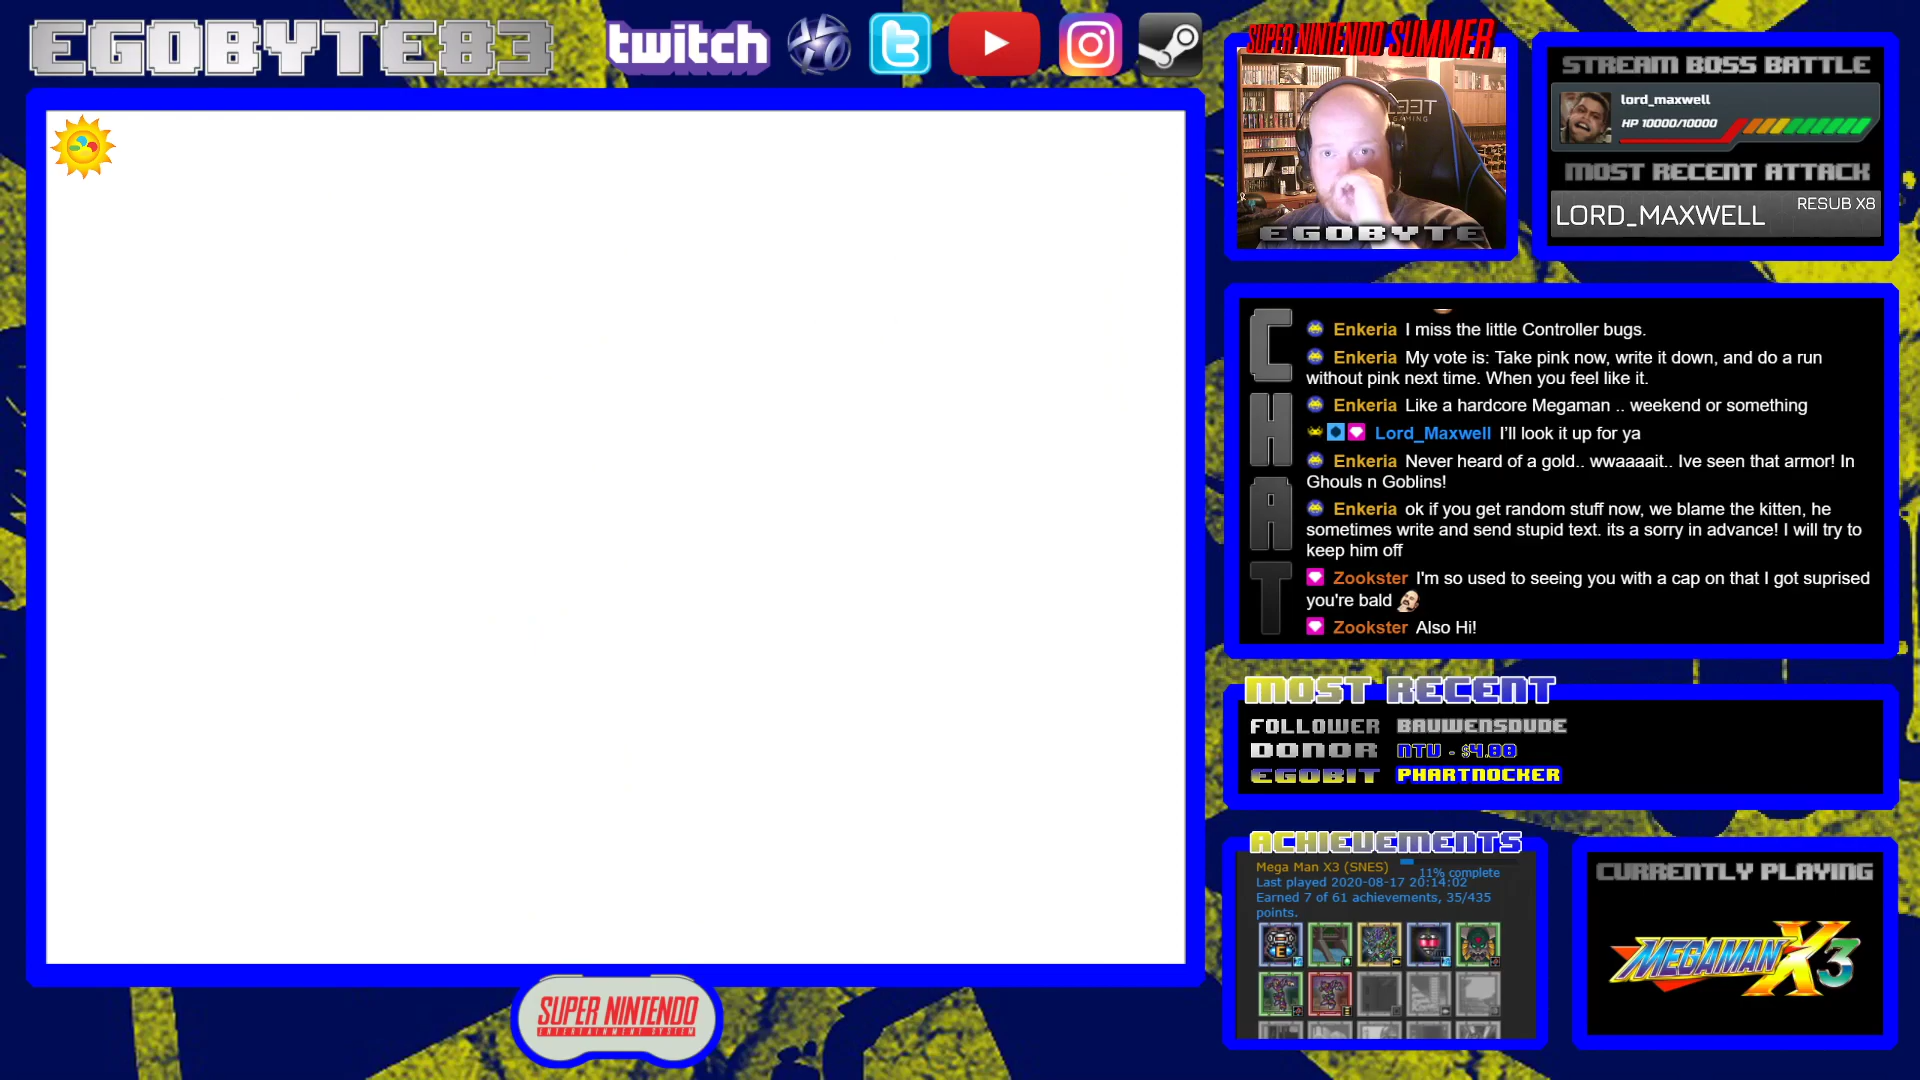 EGOBYTE83
twitch
SUPER NINTENDO SUMMER
EGOBYTE
STREAM BOSS BATTLE
lord_maxwell
HP 10000/10000
MOST RECENT ATTACK
LORD_MAXWELL
RESUB X8
CHAT
Enkeria I miss the little Controller bugs.
Enkeria My vote is: Take pink now, write it down, and do a run
without pink next time. When you feel like it.
Enkeria Like a hardcore Megaman .. weekend or something
Lord_Maxwell I'll look it up for ya
Enkeria Never heard of a gold.. wwaaaait.. Ive seen that armor! In
Ghouls n Goblins!
Enkeria ok if you get random stuff now, we blame the kitten, he
sometimes write and send stupid text. its a sorry in advance! I will try to
keep him off
Zookster I'm so used to seeing you with a cap on that I got suprised
you're bald
Zookster Also Hi!
MOST RECENT
FOLLOWER BAUWENSDUDE
DONOR NTU - $4.00
EGOBIT PHARTNOCKER
ACHIEVEMENTS
Mega Man X3 (SNES)
11% complete
Last played 2020-08-17 20:14:02
Earned 7 of 61 achievements, 35/435
points.
CURRENTLY PLAYING
MEGAMAN X3
SUPER NINTENDO
ENTERTAINMENT SYSTEM